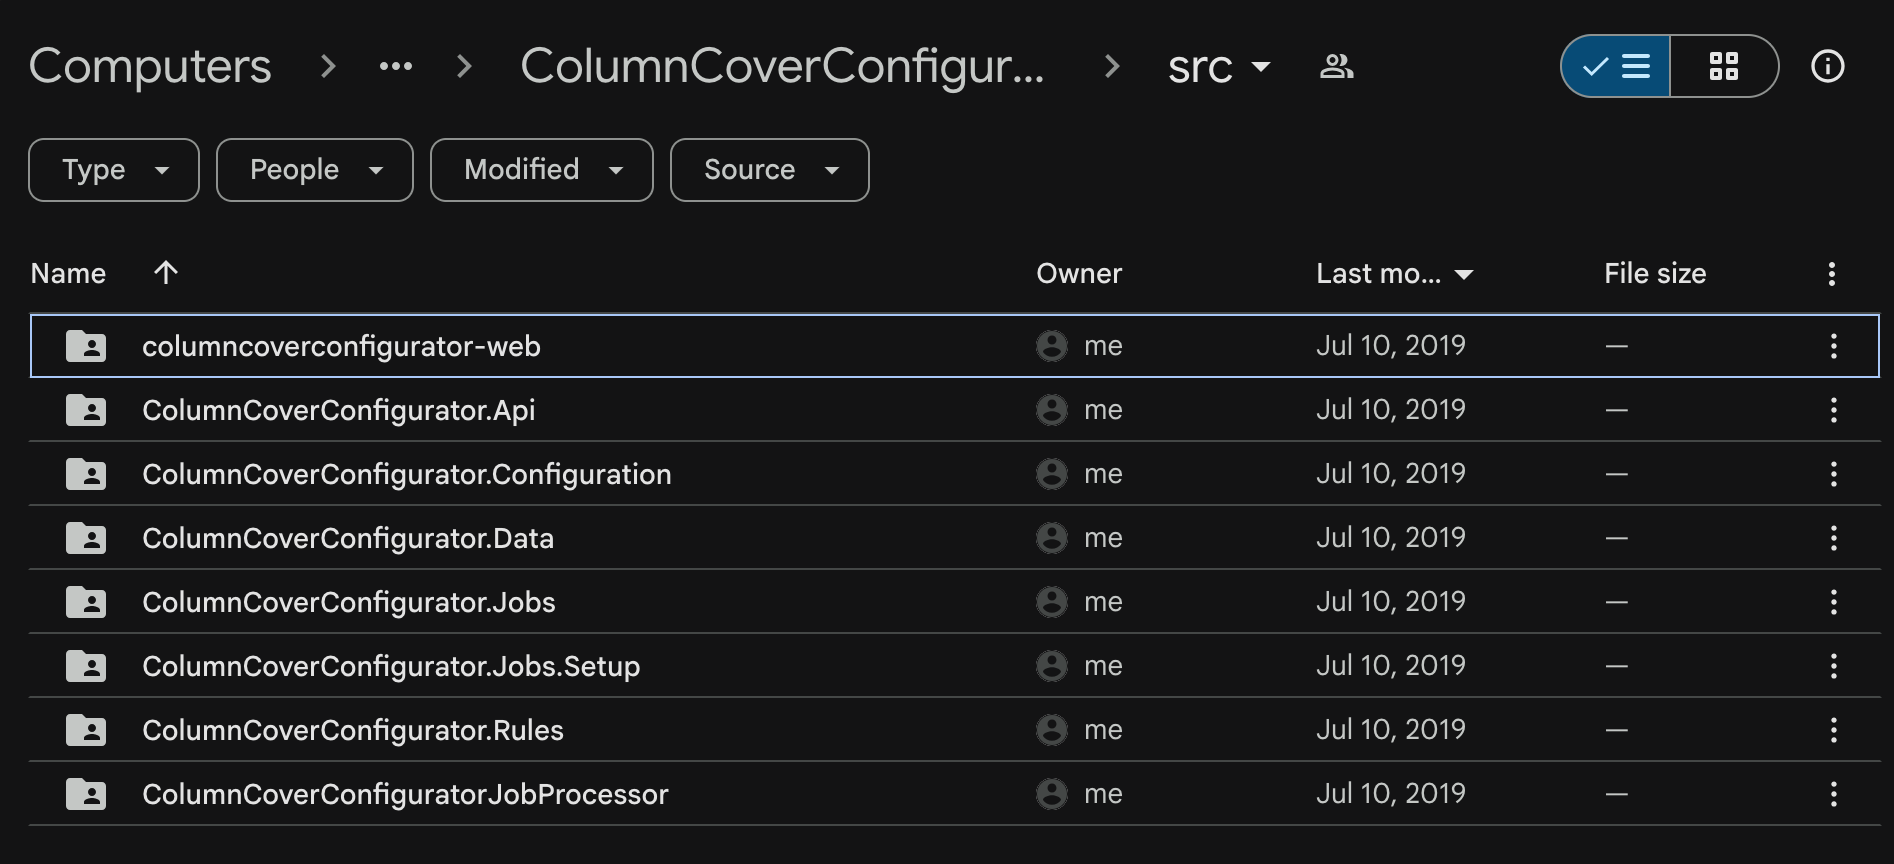 Computers > ... > ColumnCoverConfigur... > src
Type People Modified Source
Name Owner Last mo... File size
columncoverconfigurator-web me Jul 10, 2019 —
ColumnCoverConfigurator.Api me Jul 10, 2019 —
ColumnCoverConfigurator.Configuration me Jul 10, 2019 —
ColumnCoverConfigurator.Data me Jul 10, 2019 —
ColumnCoverConfigurator.Jobs me Jul 10, 2019 —
ColumnCoverConfigurator.Jobs.Setup me Jul 10, 2019 —
ColumnCoverConfigurator.Rules me Jul 10, 2019 —
ColumnCoverConfiguratorJobProcessor me Jul 10, 2019 —